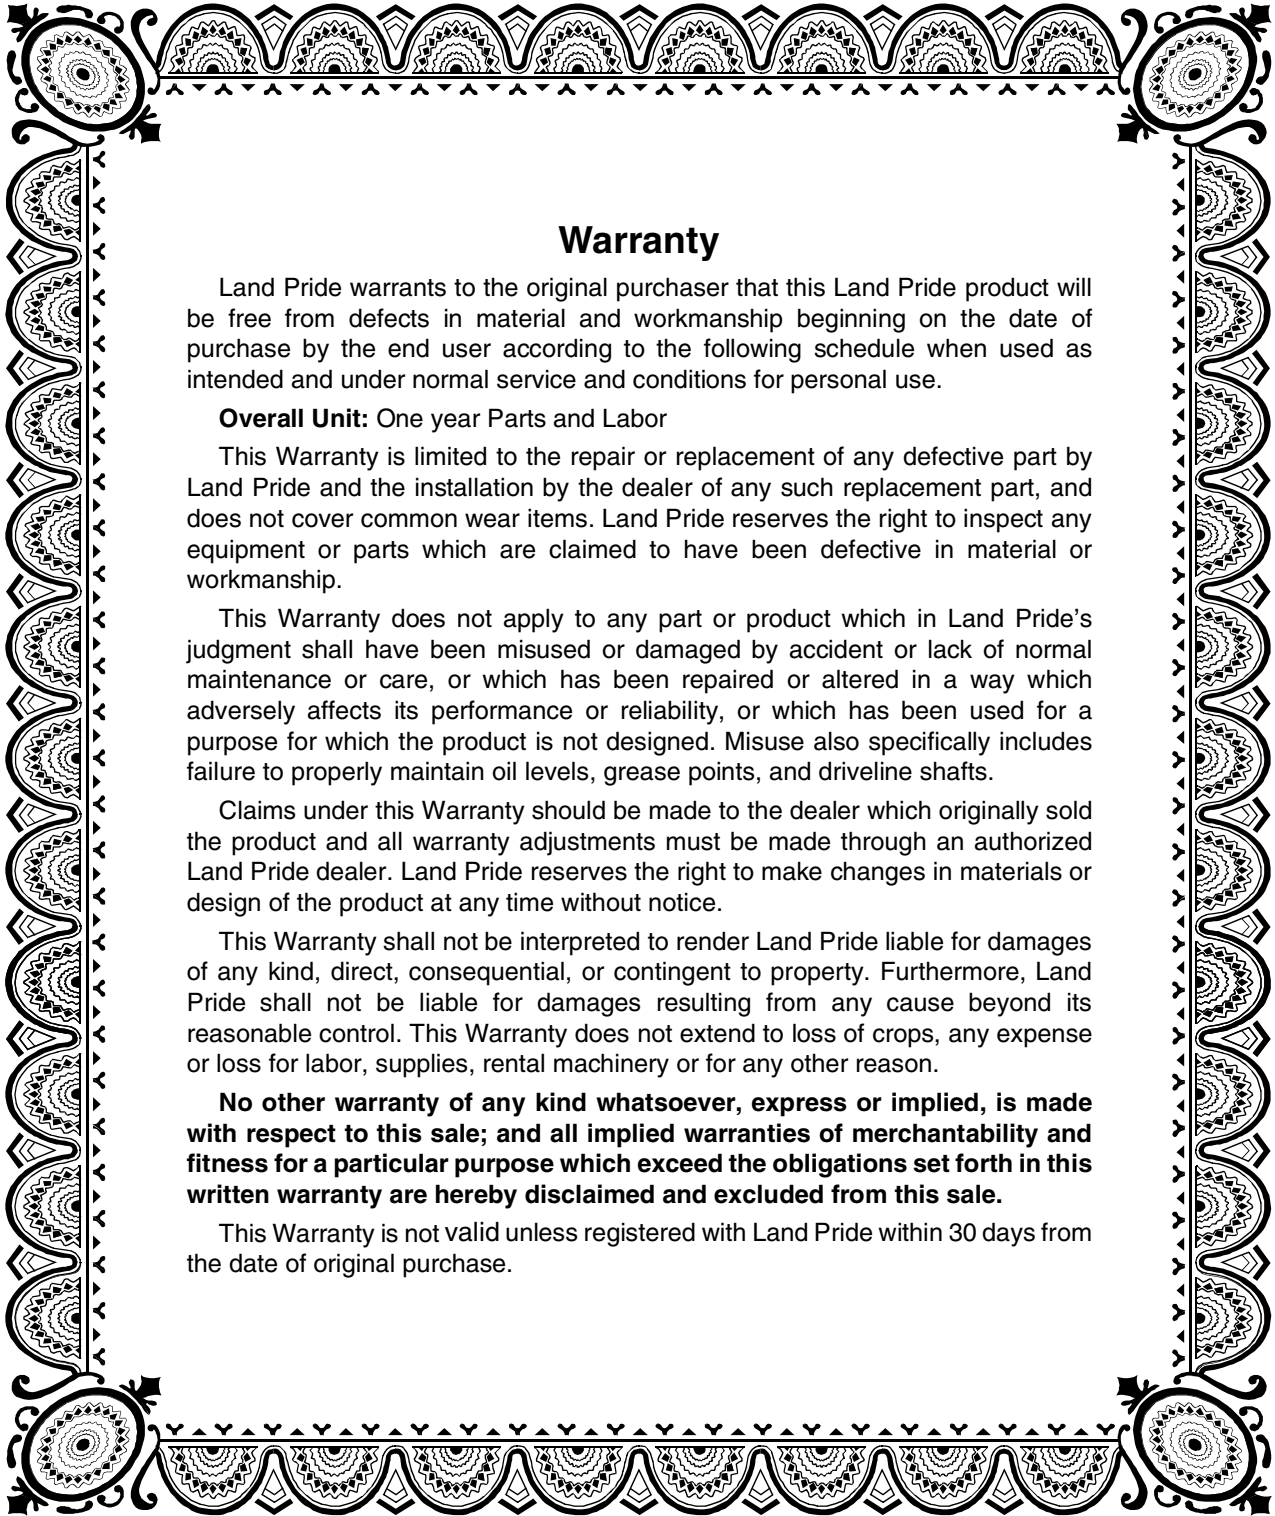 Warranty
Land Pride warrants to the original purchaser that this Land Pride product will
be free from defects in material and workmanship beginning on the date of
purchase by the end user according to the following schedule when used as
intended and under normal service and conditions for personal use.
Overall Unit: One year Parts and Labor
This Warranty is limited to the repair or replacement of any defective part by
Land Pride and the installation by the dealer of any such replacement part, and
does not cover common wear items. Land Pride reserves the right to inspect any
equipment or parts which are claimed to have been defective in material or
workmanship.
This Warranty does not apply to any part or product which in Land Pride’s
judgment shall have been misused or damaged by accident or lack of normal
maintenance or care, or which has been repaired or altered in a way which
adversely affects its performance or reliability, or which has been used for a
purpose for which the product is not designed. Misuse also specifically includes
failure to properly maintain oil levels, grease points, and driveline shafts.
Claims under this Warranty should be made to the dealer which originally sold
the product and all warranty adjustments must be made through an authorized
Land Pride dealer. Land Pride reserves the right to make changes in materials or
design of the product at any time without notice.
This Warranty shall not be interpreted to render Land Pride liable for damages
of any kind, direct, consequential, or contingent to property. Furthermore, Land
Pride shall not be liable for damages resulting from any cause beyond its
reasonable control. This Warranty does not extend to loss of crops, any expense
or loss for labor, supplies, rental machinery or for any other reason.
No other warranty of any kind whatsoever, express or implied, is made
with respect to this sale; and all implied warranties of merchantability and
fitness for a particular purpose which exceed the obligations set forth in this
written warranty are hereby disclaimed and excluded from this sale.
This Warranty is not valid unless registered with Land Pride within 30 days from
the date of original purchase.